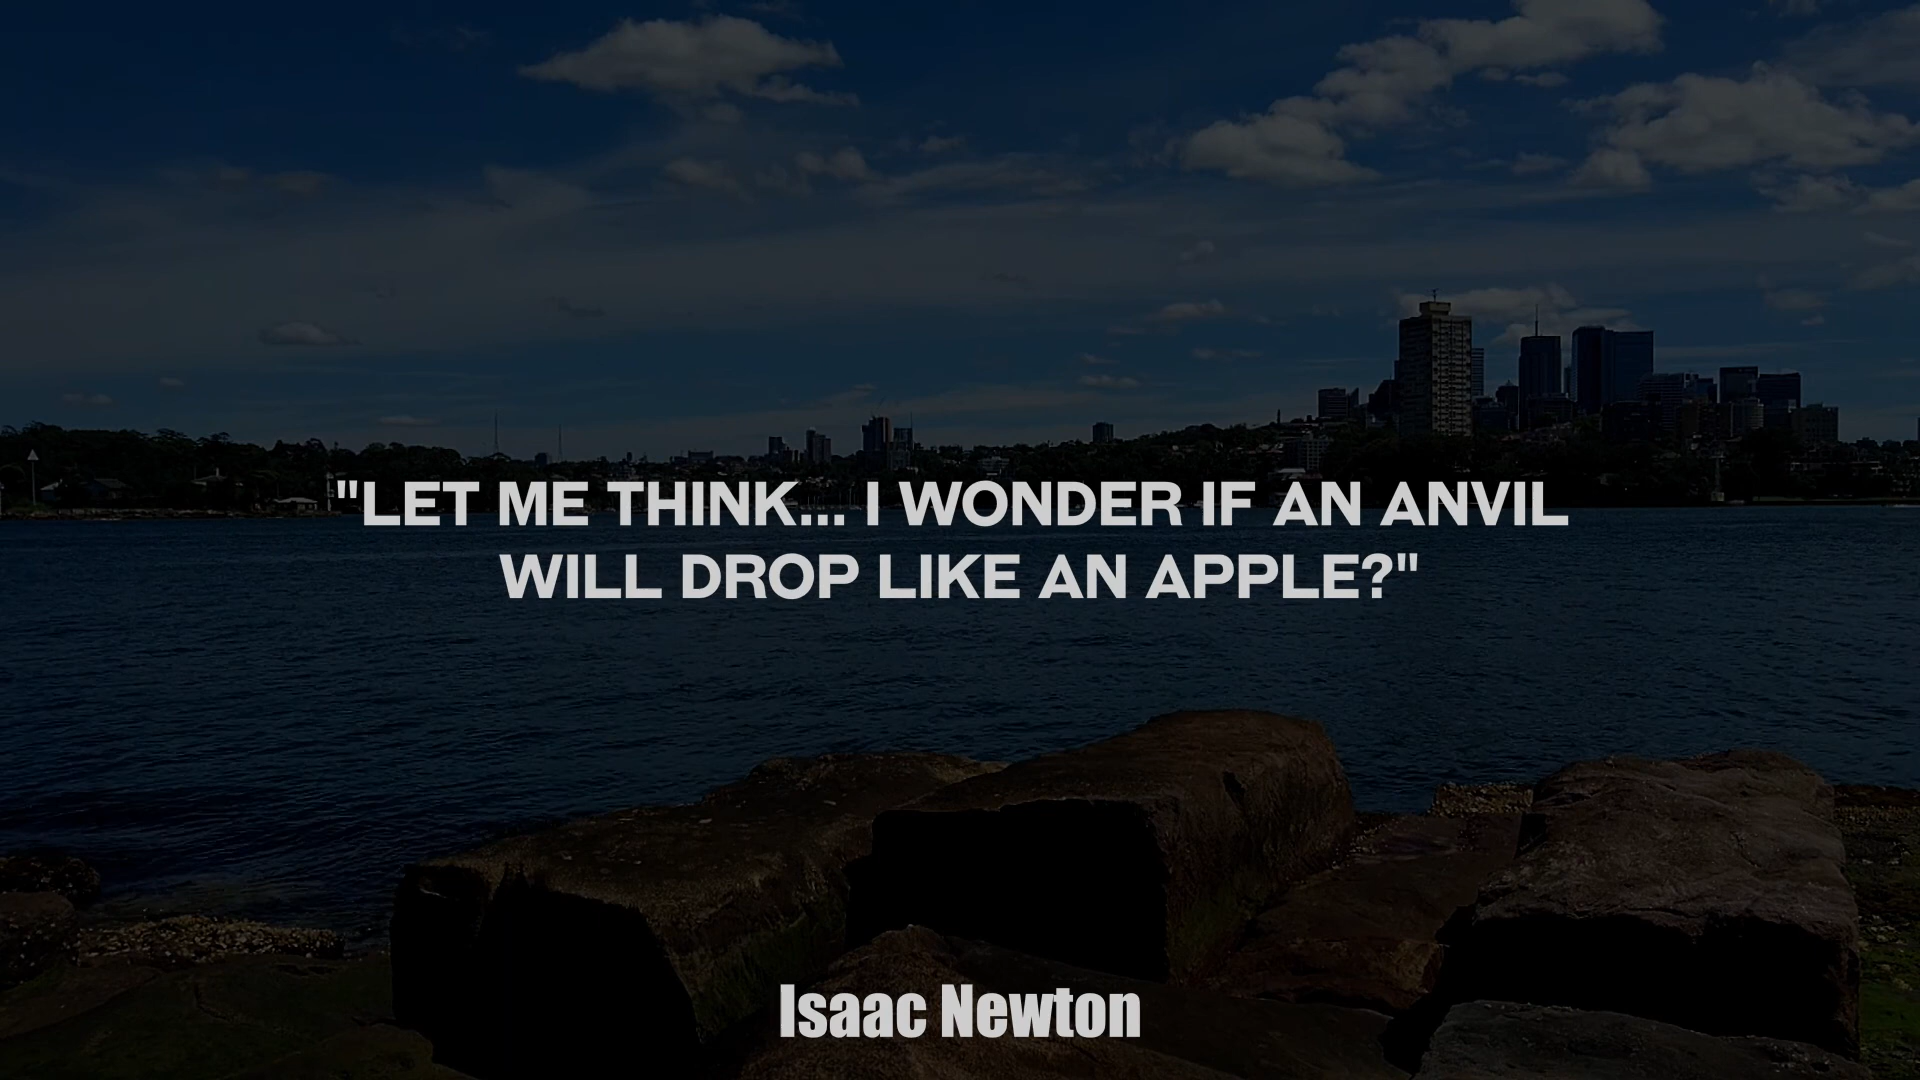 "LET ME THINK... I WONDER IF AN ANVIL
WILL DROP LIKE AN APPLE?"
Isaac Newton